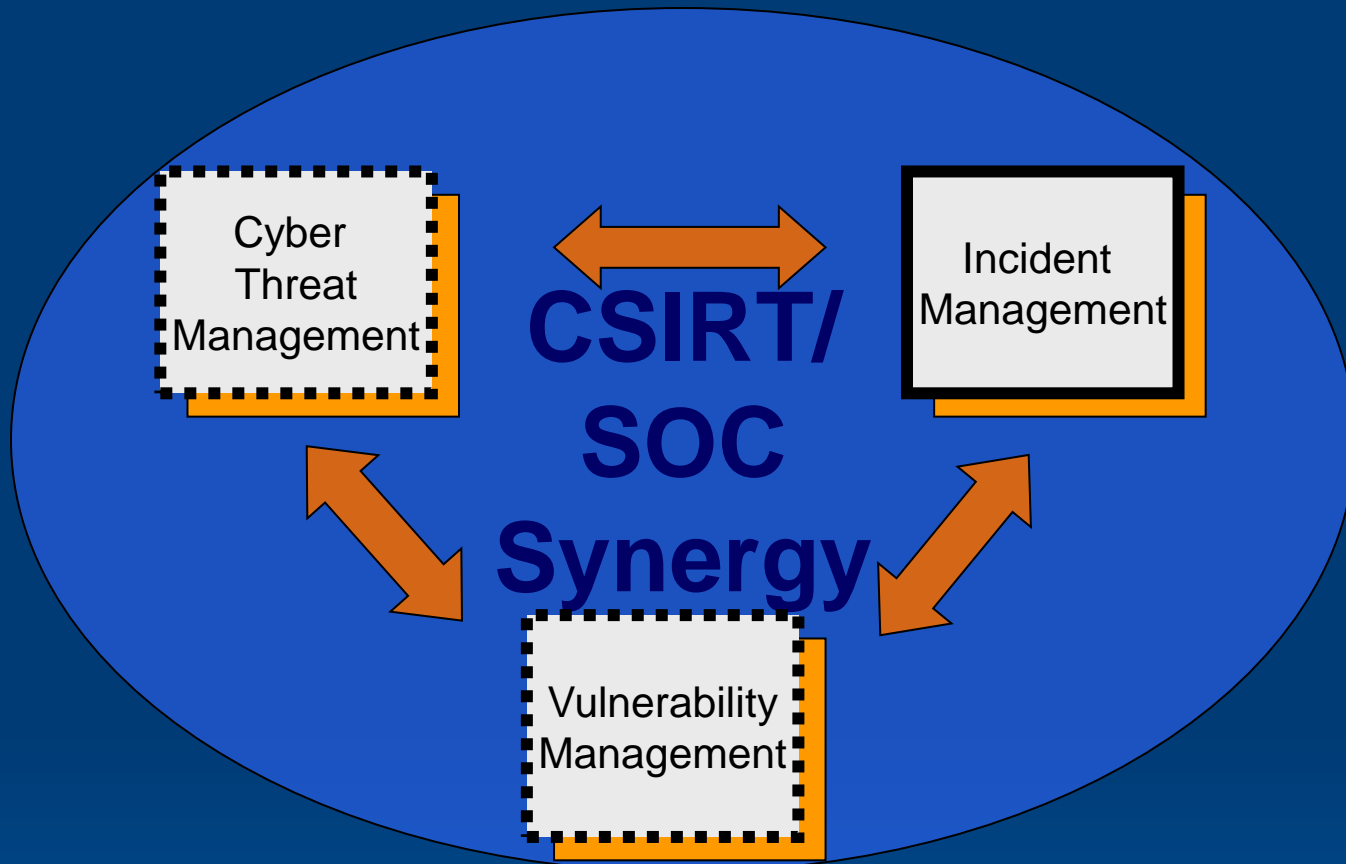 Cyber
Threat
Management
Incident
Management
CSIRT/
SOC
Synergy
Vulnerability
Management